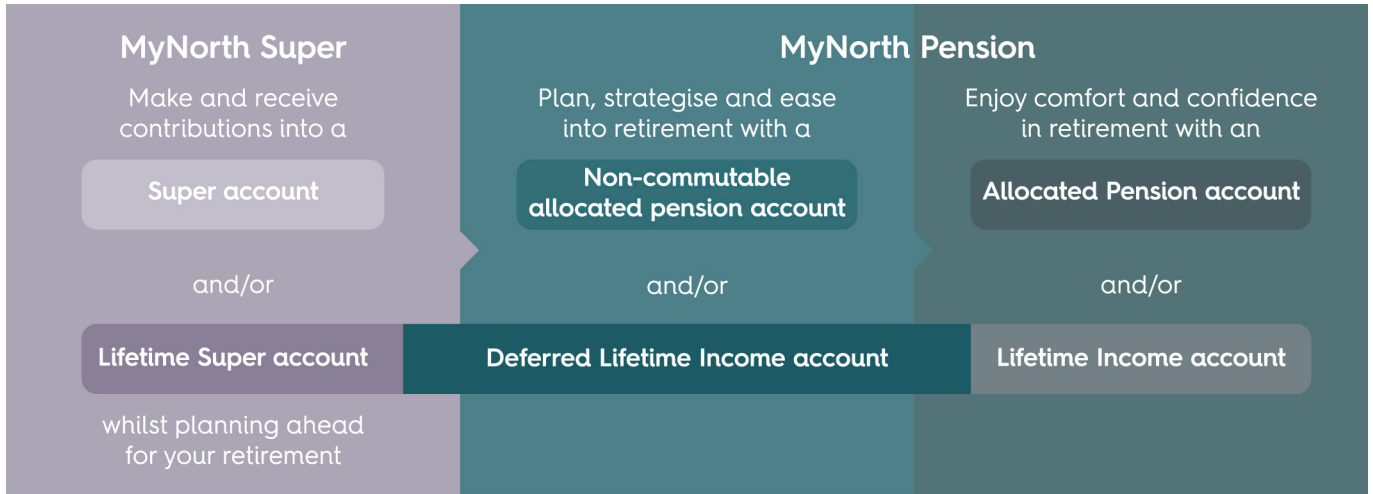 MyNorth Super
Make and receive
contributions into a
Super account
and/or
Lifetime Super account
whilst planning ahead
for your retirement
MyNorth Pension
Plan, strategise and ease
into retirement with a
Non-commutable
allocated pension account
and/or
Deferred Lifetime Income account
Enjoy comfort and confidence
in retirement with an
Allocated Pension account
and/or
Lifetime Income account